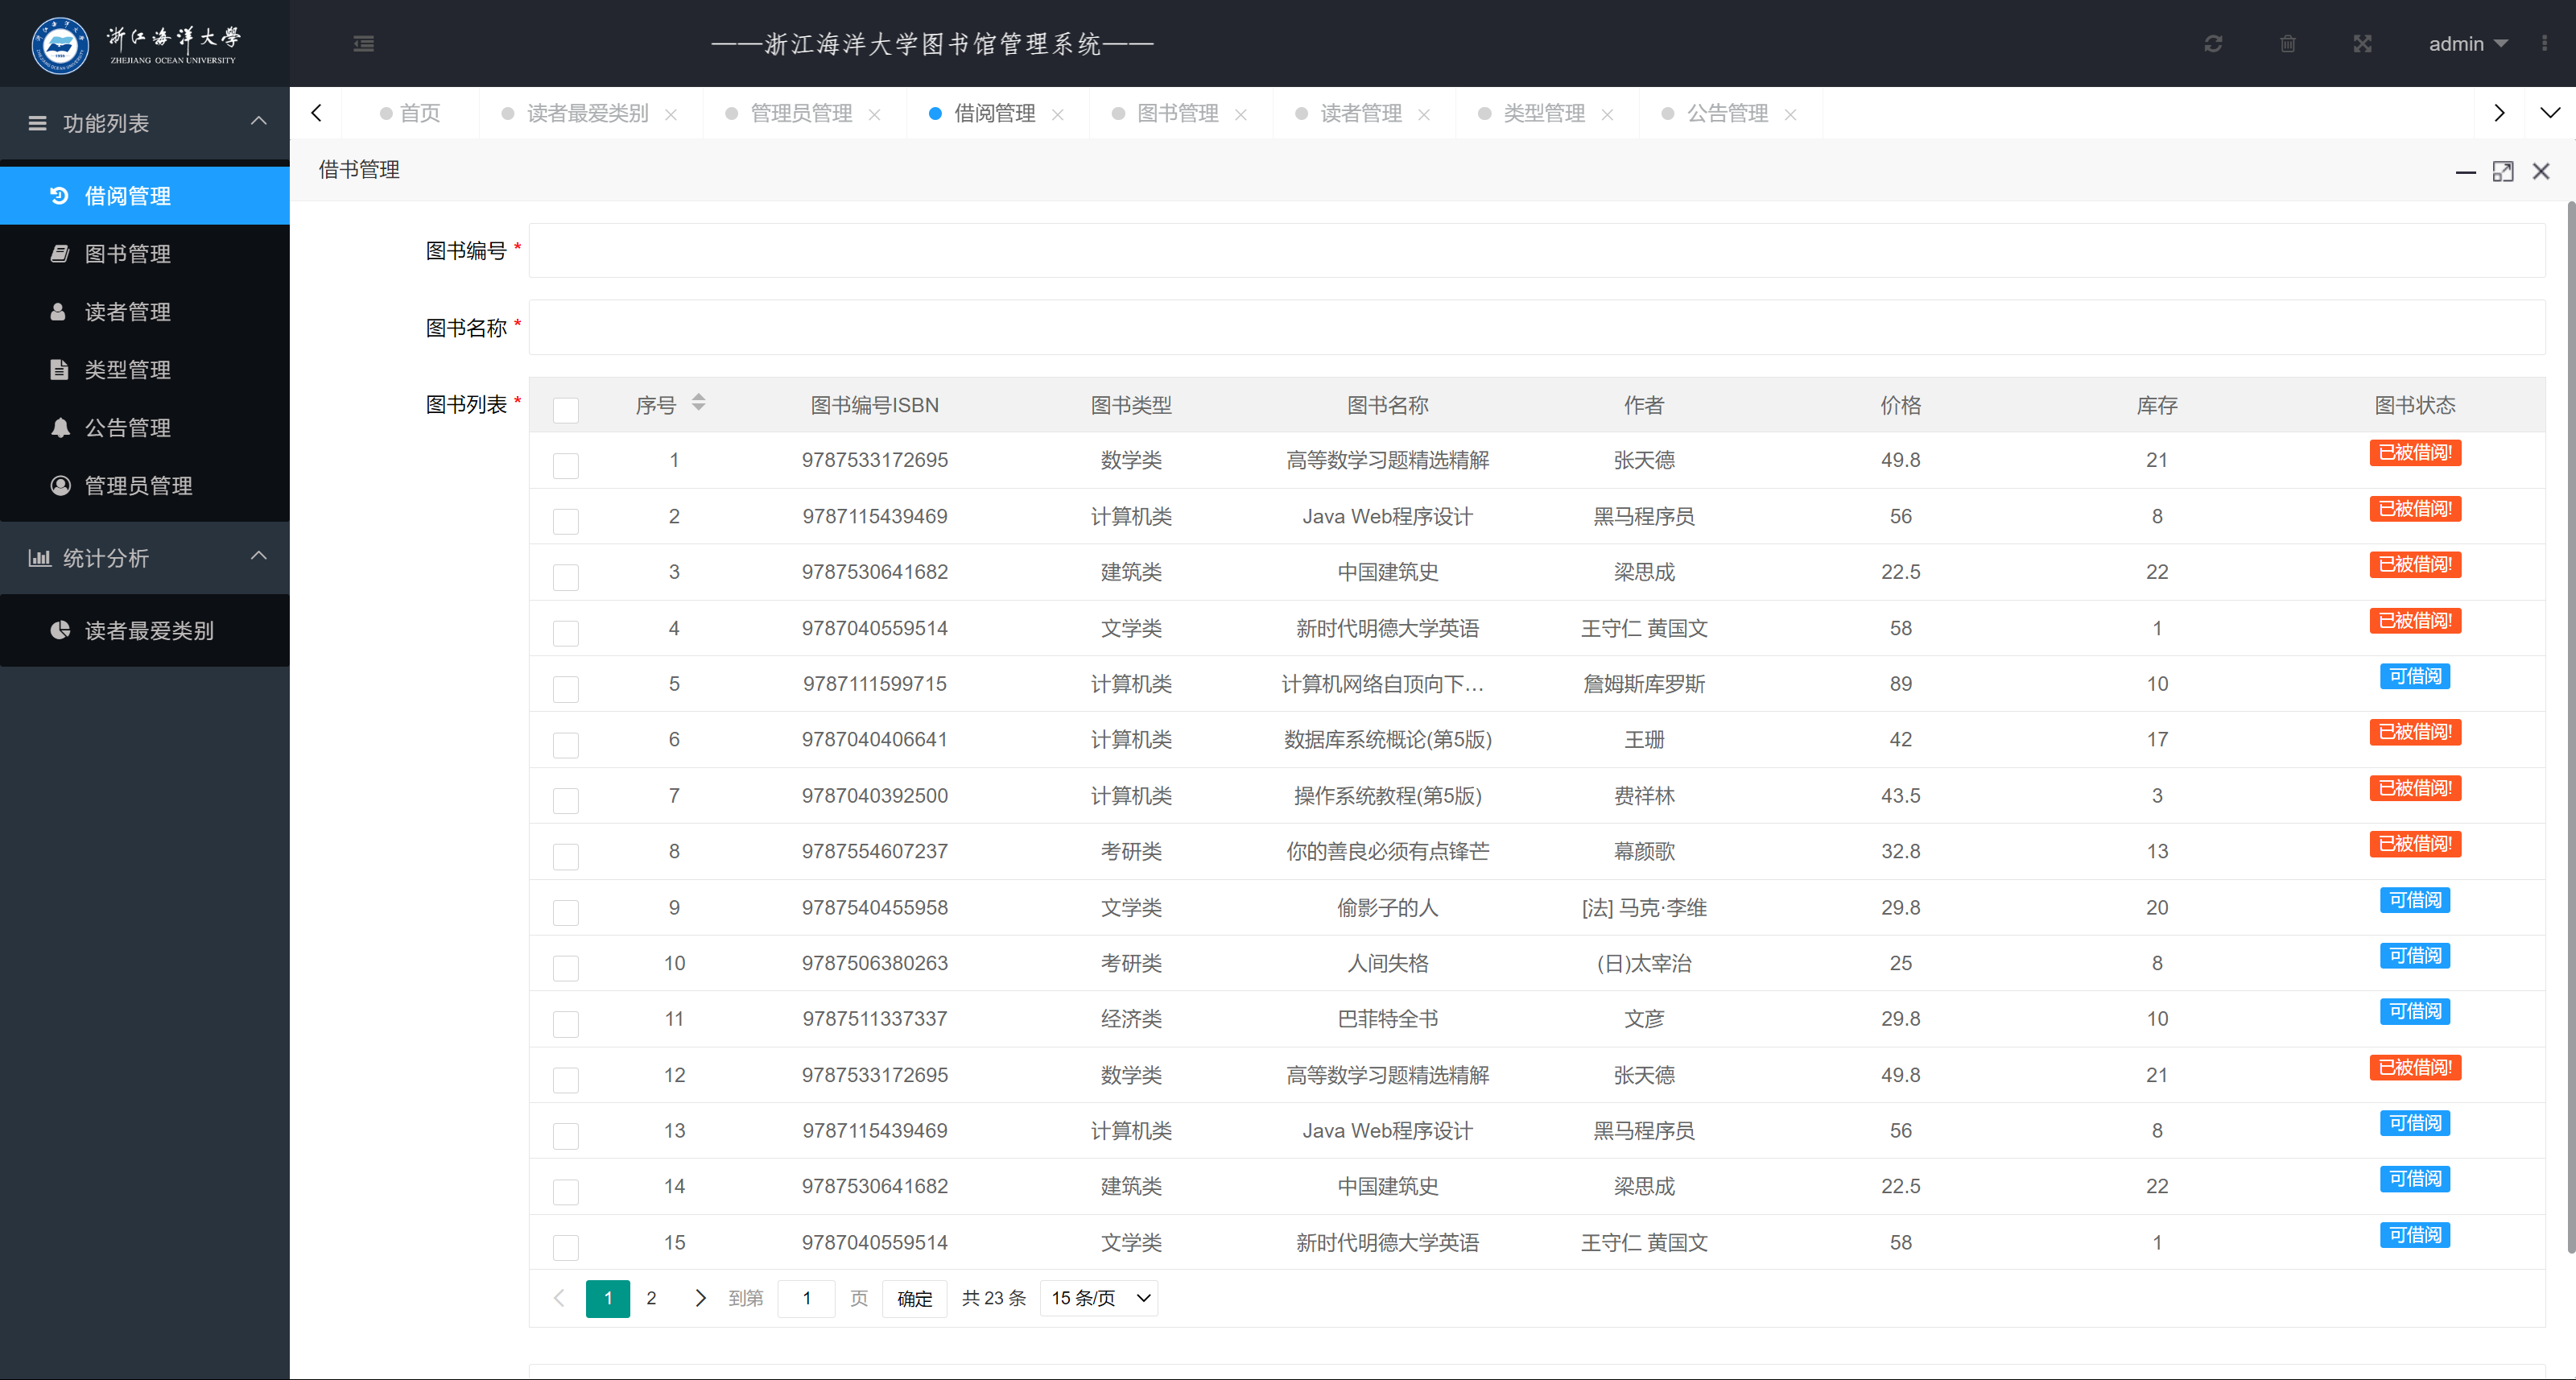 浙江海洋大學
ZHEJIANG OCEAN UNIVERSITY
——浙江海洋大学图书馆管理系统——
admin
功能列表
借阅管理
图书管理
读者管理
类型管理
公告管理
管理员管理
统计分析
读者最爱类别
首页 读者最爱类别 管理员管理 借阅管理 图书管理 读者管理 类型管理 公告管理
借书管理
图书编号 *
图书名称 *
图书列表 *
序号 图书编号ISBN 图书类型 图书名称 作者 价格 库存 图书状态
1 9787533172695 数学类 高等数学习题精选精解 张天德 49.8 21 已被借阅!
2 9787115439469 计算机类 Java Web程序设计 黑马程序员 56 8 已被借阅!
3 9787530641682 建筑类 中国建筑史 梁思成 22.5 22 已被借阅!
4 9787040559514 文学类 新时代明德大学英语 王守仁 黄国文 58 1 已被借阅!
5 9787111599715 计算机类 计算机网络自顶向下... 詹姆斯库罗斯 89 10 可借阅
6 9787040406641 计算机类 数据库系统概论(第5版) 王珊 42 17 已被借阅!
7 9787040392500 计算机类 操作系统教程(第5版) 费祥林 43.5 3 已被借阅!
8 9787554607237 考研类 你的善良必须有点锋芒 幕颜歌 32.8 13 已被借阅!
9 9787540455958 文学类 偷影子的人 [法] 马克·李维 29.8 20 可借阅
10 9787506380263 考研类 人间失格 (日)太宰治 25 8 可借阅
11 9787511337337 经济类 巴菲特全书 文彦 29.8 10 可借阅
12 9787533172695 数学类 高等数学习题精选精解 张天德 49.8 21 已被借阅!
13 9787115439469 计算机类 Java Web程序设计 黑马程序员 56 8 可借阅
14 9787530641682 建筑类 中国建筑史 梁思成 22.5 22 可借阅
15 9787040559514 文学类 新时代明德大学英语 王守仁 黄国文 58 1 可借阅
1 2 到第 1 页 确定 共 23 条 15 条/页